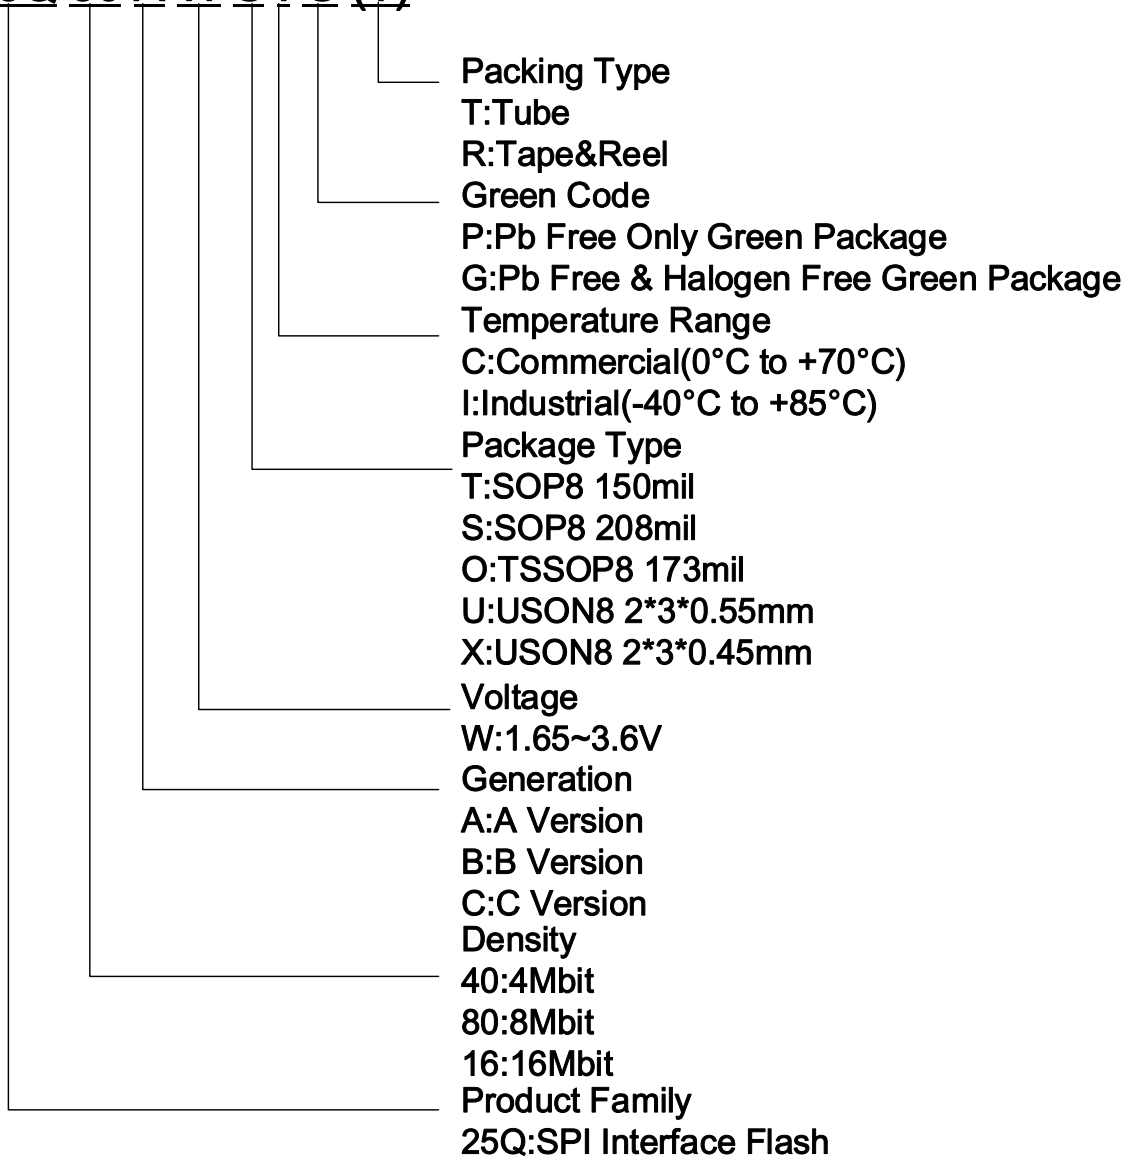 Packing Type
T:Tube
R:Tape&Reel
Green Code
P:Pb Free Only Green Package
G:Pb Free & Halogen Free Green Package
Temperature Range
C:Commercial(0°C to +70°C)
I:Industrial(-40°C to +85°C)
Package Type
T:SOP8 150mil
S:SOP8 208mil
O:TSSOP8 173mil
U:USON8 2*3*0.55mm
X:USON8 2*3*0.45mm
Voltage
W:1.65~3.6V
Generation
A:A Version
B:B Version
C:C Version
Density
40:4Mbit
80:8Mbit
16:16Mbit
Product Family
25Q:SPI Interface Flash